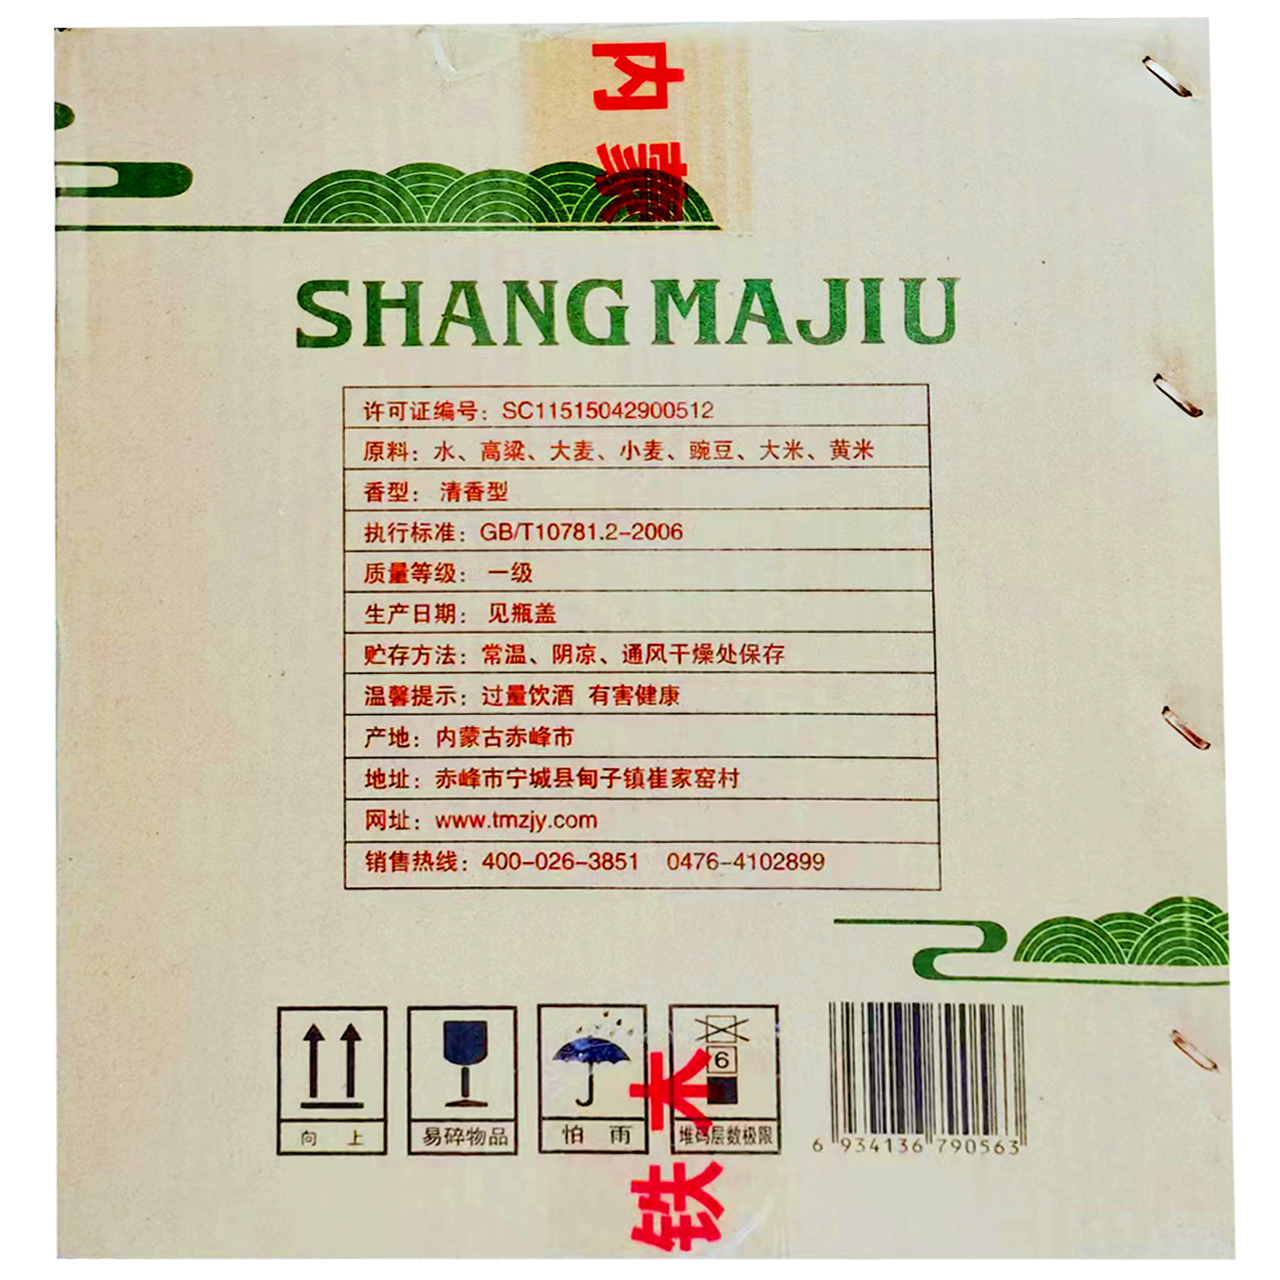 内蒙
SHANG MAJIU
许可证编号：SC11515042900512
原料：水、高粱、大麦、小麦、豌豆、大米、黄米
香型：清香型
执行标准：GB/T10781.2-2006
质量等级：一级
生产日期：见瓶盖
贮存方法：常温、阴凉、通风干燥处保存
温馨提示：过量饮酒 有害健康
产地：内蒙古赤峰市
地址：赤峰市宁城县甸子镇崔家窑村
网址：www.tmzjy.com
销售热线：400-026-3851 0476-4102899
6
向上 易碎物品 怕雨 堆码层数极限
6 934136 790563
铁木